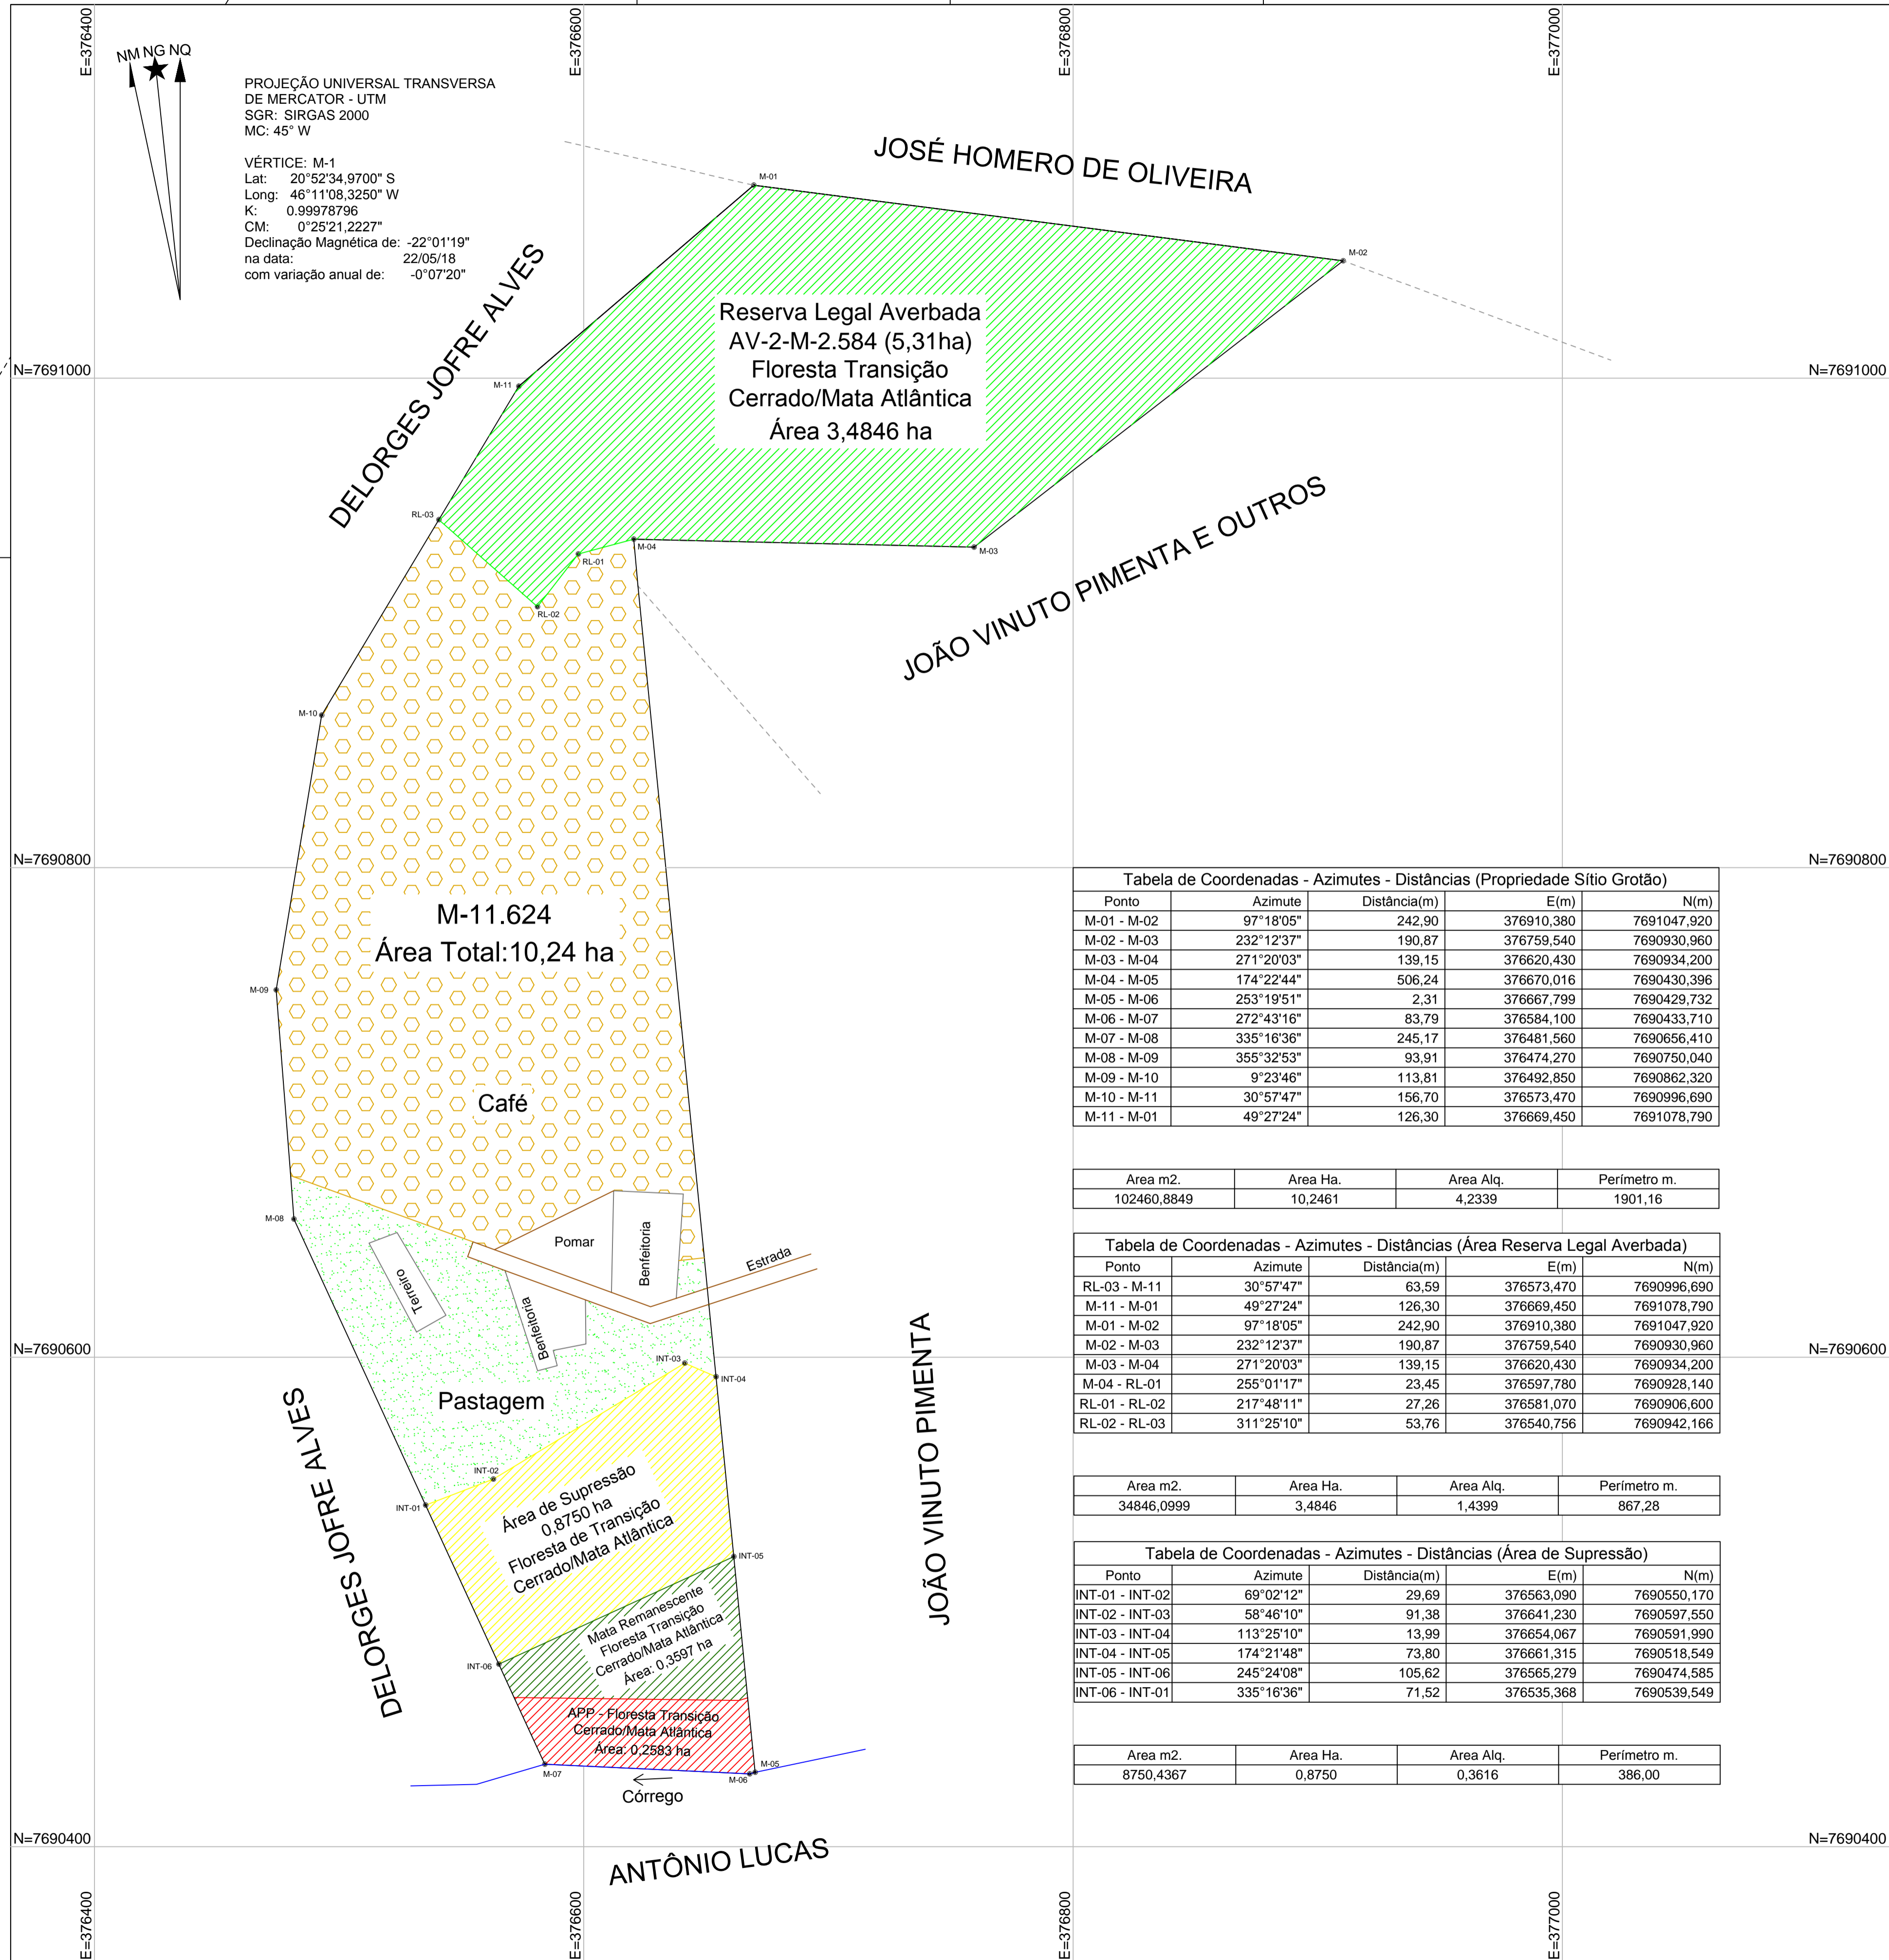 E=376400
E=376600
E=376800
E=377000
NM NG NQ
PROJEÇÃO UNIVERSAL TRANSVERSA
DE MERCATOR - UTM
SGR: SIRGAS 2000
MC: 45° W
VÉRTICE: M-1
Lat: 20°52'34,9700" S
Long: 46°11'08,3250" W
K: 0.99978796
CM: 0°25'21,2227"
Declinação Magnética de: -22°01'19"
na data: 22/05/18
com variação anual de: -0°07'20"
JOSÉ HOMERO DE OLIVEIRA
M-01
M-02
DELORGES JOFRE ALVES
Reserva Legal Averbada
AV-2-M-2.584 (5,31ha)
Floresta Transição
Cerrado/Mata Atlântica
Área 3,4846 ha
N=7691000
N=7691000
M-11
RL-03
M-04
M-03
RL-01
RL-02
JOÃO VINUTO PIMENTA E OUTROS
M-10
N=7690800
N=7690800
M-11.624
Área Total:10,24 ha
M-09
Café
M-08
Pomar
Benfeitoria
Estrada
Terreiro
Benfeitoria
N=7690600
N=7690600
INT-03
INT-04
Pastagem
INT-02
INT-01
Área de Supressão
0,8750 ha
Floresta de Transição
Cerrado/Mata Atlântica
INT-05
DELORGES JOFRE ALVES
JOÃO VINUTO PIMENTA
Mata Remanescente
Floresta Transição
Cerrado/Mata Atlântica
Área: 0,3597 ha
INT-06
APP - Floresta Transição
Cerrado/Mata Atlântica
Área: 0,2583 ha
M-07
M-06
M-05
Córrego
N=7690400
N=7690400
ANTÔNIO LUCAS
E=376400
E=376600
E=376800
E=377000
Tabela de Coordenadas - Azimutes - Distâncias (Propriedade Sítio Grotão)
Ponto Azimute Distância(m) E(m) N(m)
M-01 - M-02 97°18'05" 242,90 376910,380 7691047,920
M-02 - M-03 232°12'37" 190,87 376759,540 7690930,960
M-03 - M-04 271°20'03" 139,15 376620,430 7690934,200
M-04 - M-05 174°22'44" 506,24 376670,016 7690430,396
M-05 - M-06 253°19'51" 2,31 376667,799 7690429,732
M-06 - M-07 272°43'16" 83,79 376584,100 7690433,710
M-07 - M-08 335°16'36" 245,17 376481,560 7690656,410
M-08 - M-09 355°32'53" 93,91 376474,270 7690750,040
M-09 - M-10 9°23'46" 113,81 376492,850 7690862,320
M-10 - M-11 30°57'47" 156,70 376573,470 7690996,690
M-11 - M-01 49°27'24" 126,30 376669,450 7691078,790
Area m2. Area Ha. Area Alq. Perímetro m.
102460,8849 10,2461 4,2339 1901,16
Tabela de Coordenadas - Azimutes - Distâncias (Área Reserva Legal Averbada)
Ponto Azimute Distância(m) E(m) N(m)
RL-03 - M-11 30°57'47" 63,59 376573,470 7690996,690
M-11 - M-01 49°27'24" 126,30 376669,450 7691078,790
M-01 - M-02 97°18'05" 242,90 376910,380 7691047,920
M-02 - M-03 232°12'37" 190,87 376759,540 7690930,960
M-03 - M-04 271°20'03" 139,15 376620,430 7690934,200
M-04 - RL-01 255°01'17" 23,45 376597,780 7690928,140
RL-01 - RL-02 217°48'11" 27,26 376581,070 7690906,600
RL-02 - RL-03 311°25'10" 53,76 376540,756 7690942,166
Area m2. Area Ha. Area Alq. Perímetro m.
34846,0999 3,4846 1,4399 867,28
Tabela de Coordenadas - Azimutes - Distâncias (Área de Supressão)
Ponto Azimute Distância(m) E(m) N(m)
INT-01 - INT-02 69°02'12" 29,69 376563,090 7690550,170
INT-02 - INT-03 58°46'10" 91,38 376641,230 7690597,550
INT-03 - INT-04 113°25'10" 13,99 376654,067 7690591,990
INT-04 - INT-05 174°21'48" 73,80 376661,315 7690518,549
INT-05 - INT-06 245°24'08" 105,62 376565,279 7690474,585
INT-06 - INT-01 335°16'36" 71,52 376535,368 7690539,549
Area m2. Area Ha. Area Alq. Perímetro m.
8750,4367 0,8750 0,3616 386,00